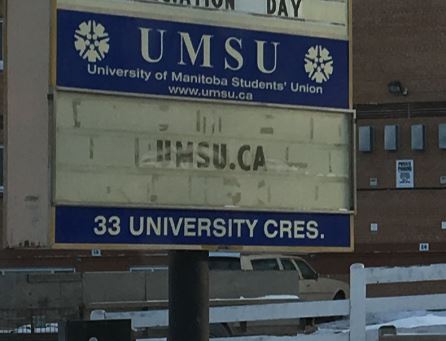 DAY
UMSU
University of Manitoba Students' Union
www.umsu.ca
UMSU.CA
33 UNIVERSITY CRES.